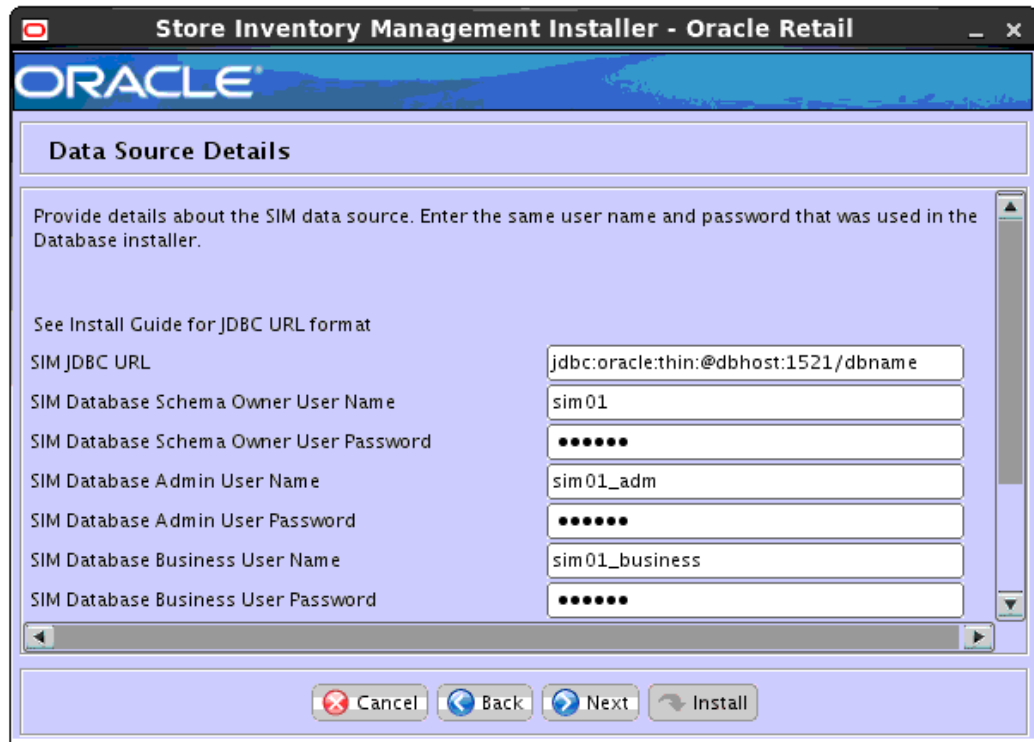 Store Inventory Management Installer - Oracle Retail
ORACLE
Data Source Details
Provide details about the SIM data source. Enter the same user name and password that was used in the
Database installer.
See Install Guide for JDBC URL format
SIM JDBC URL jdbc:oracle:thin:@dbhost:1521/dbname
SIM Database Schema Owner User Name sim01
SIM Database Schema Owner User Password ••••••
SIM Database Admin User Name sim01_adm
SIM Database Admin User Password ••••••
SIM Database Business User Name sim01_business
SIM Database Business User Password ••••••
Cancel Back Next Install